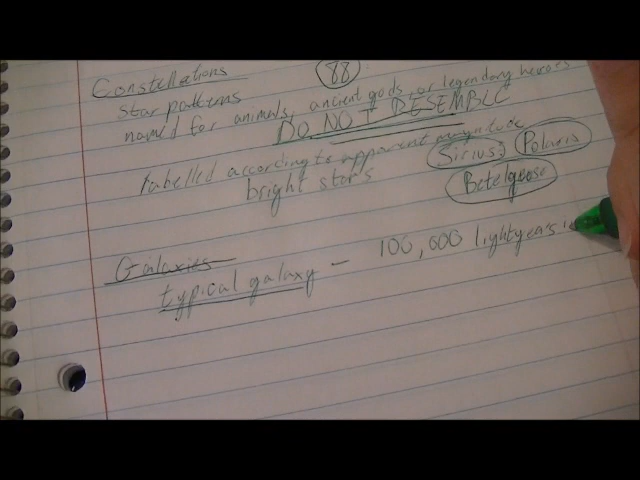 Constellations 88
star patterns
named for animals, ancient gods, or legendary heroes
DO NOT RESEMBLE
labelled according to apparent magnitude
bright stars Sirius Polaris
Betelgeuse
Galaxies
typical galaxy - 100,000 lightyears in